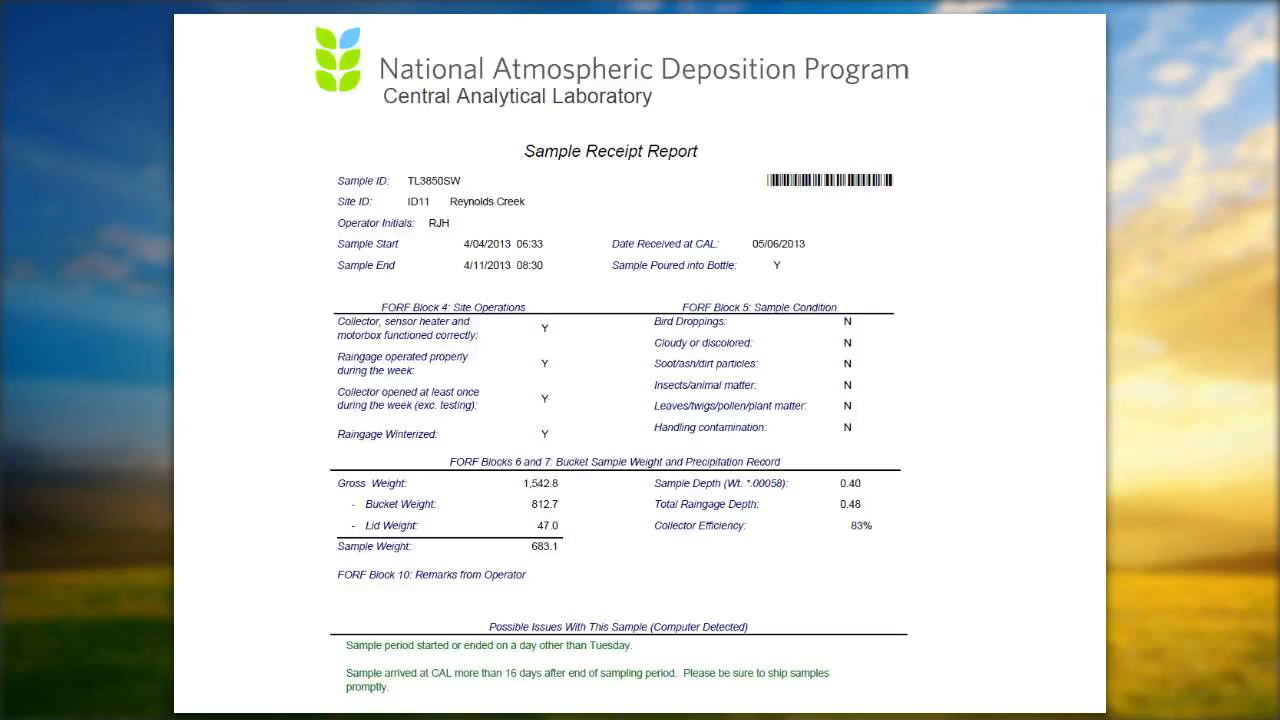 National Atmospheric Deposition Program
Central Analytical Laboratory
Sample Receipt Report
Sample ID: TL3850SW
Site ID: ID11 Reynolds Creek
Operator Initials: RJH
Sample Start 4/04/2013 06:33 Date Received at CAL: 05/06/2013
Sample End 4/11/2013 08:30 Sample Poured into Bottle: Y
FORF Block 4: Site Operations
Collector, sensor heater and
motorbox functioned correctly: Y
Raingage operated properly
during the week: Y
Collector opened at least once
during the week (exc. testing): Y
Raingage Winterized: Y
FORF Block 5: Sample Condition
Bird Droppings: N
Cloudy or discolored: N
Soot/ash/dirt particles: N
Insects/animal matter: N
Leaves/twigs/pollen/plant matter: N
Handling contamination: N
FORF Blocks 6 and 7: Bucket Sample Weight and Precipitation Record
Gross Weight: 1,542.8
- Bucket Weight: 812.7
- Lid Weight: 47.0
Sample Weight: 683.1
Sample Depth (Wt. *.00058): 0.40
Total Raingage Depth: 0.48
Collector Efficiency: 83%
FORF Block 10: Remarks from Operator
Possible Issues With This Sample (Computer Detected)
Sample period started or ended on a day other than Tuesday.
Sample arrived at CAL more than 16 days after end of sampling period. Please be sure to ship samples
promptly.